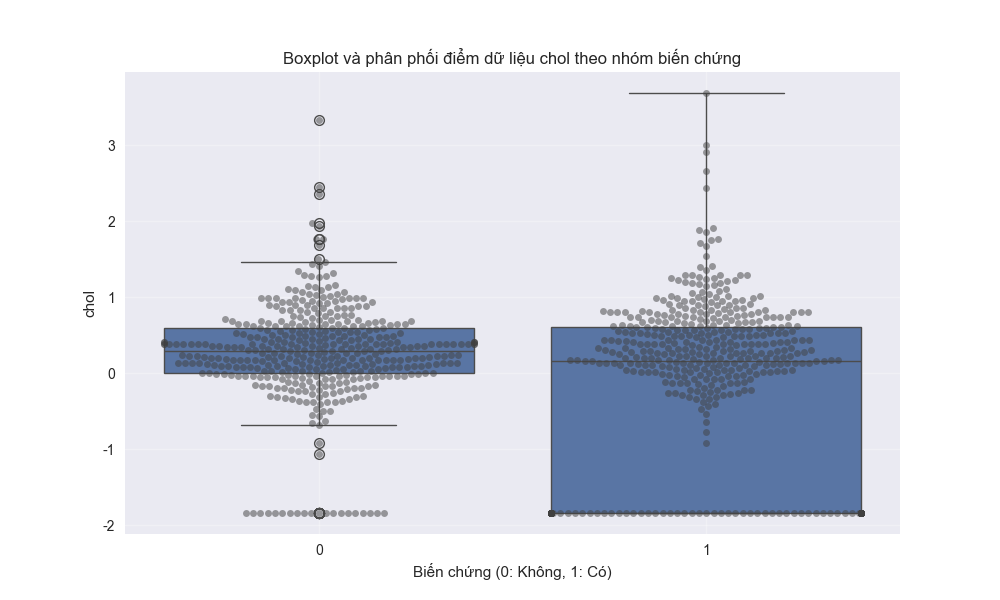 Boxplot và phân phối điểm dữ liệu chol theo nhóm biến chứng
chol
3
2
1
0
-1
-2
0
1
Biến chứng (0: Không, 1: Có)